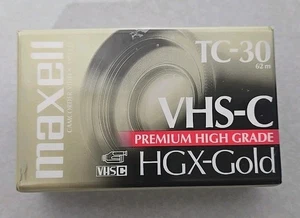 maxell
TC-30
62 m
VHS-C
PREMIUM HIGH GRADE
VHS C
HGX-Gold